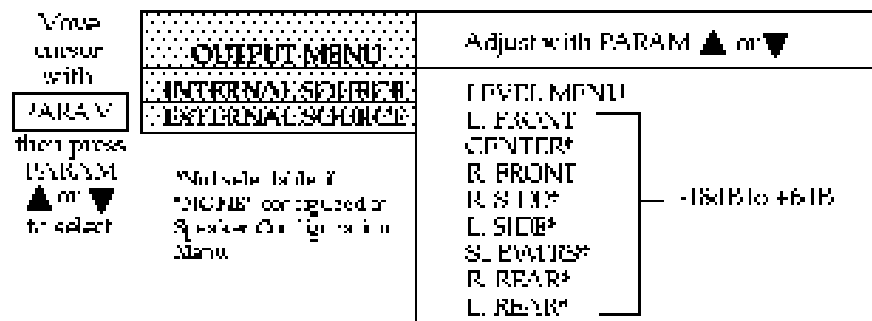 Move
cursor
with
PARAM
then press
PARAM
▲ or ▼
to select
OUTPUT MENU
INTERNAL SOURCE
EXTERNAL SOURCE
*Not selectable if
"NONE" configured in
Speaker Configuration
Menu
Adjust with PARAM ▲ or ▼
LEVEL MENU
L. FRONT
CENTER*
R. FRONT
R. SIDE*
L. SIDE*
SUBWFRS*
R. REAR*
L. REAR*
-18dB to +6dB